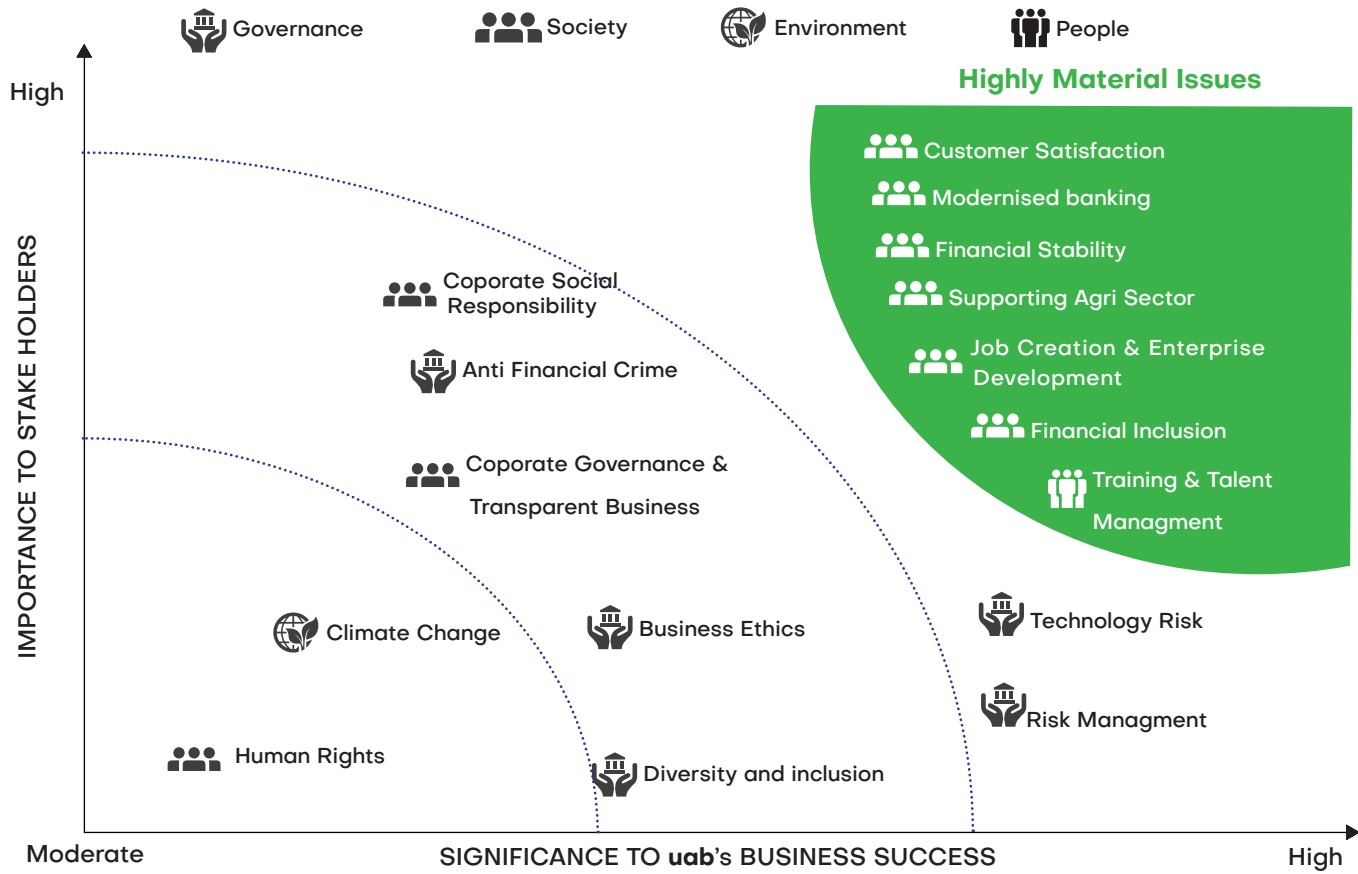 Governance
Society
Environment
People
Highly Material Issues
High
Customer Satisfaction
Modernised banking
Financial Stability
Supporting Agri Sector
Job Creation & Enterprise
Development
Financial Inclusion
Training & Talent
Managment
Coporate Social
Responsibility
Anti Financial Crime
Coporate Governance &
Transparent Business
Climate Change
Business Ethics
Technology Risk
Risk Managment
Human Rights
Diversity and inclusion
IMPORTANCE TO STAKE HOLDERS
Moderate
SIGNIFICANCE TO uab's BUSINESS SUCCESS
High